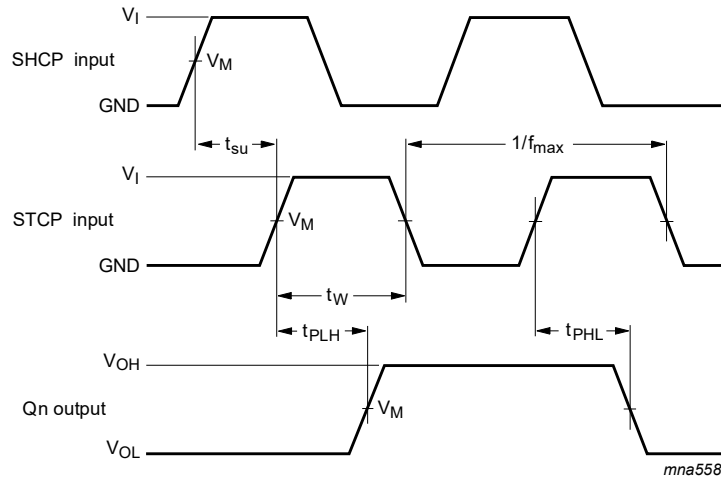 VI
SHCP input
VM
GND
tsu
1/fmax
VI
STCP input
VM
GND
tW
tPLH
tPHL
VOH
Qn output
VM
VOL
mna558